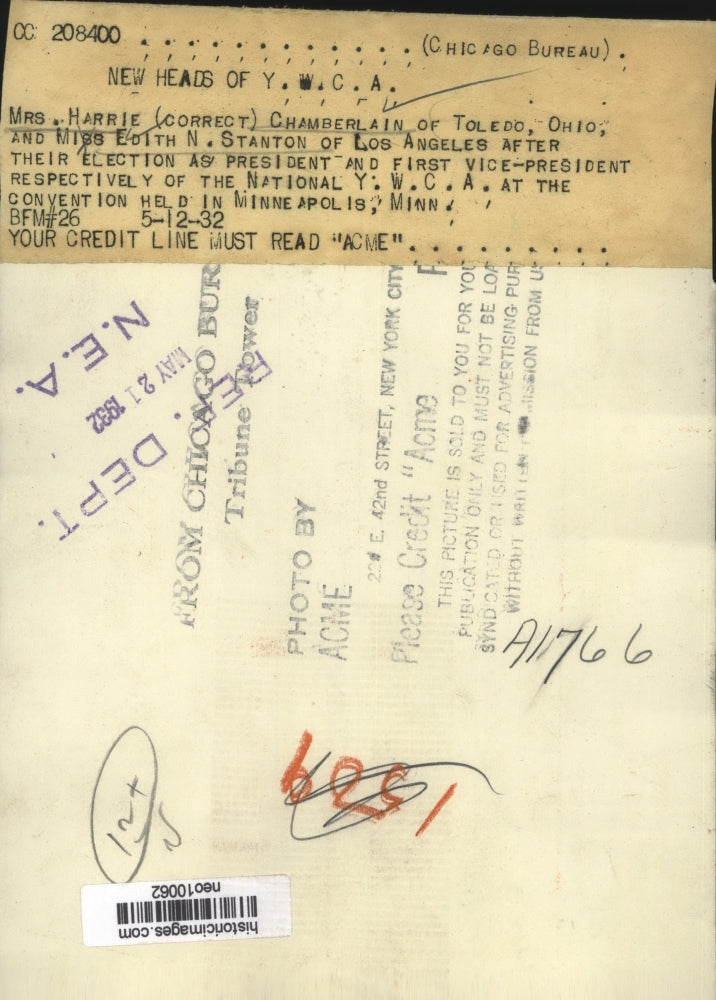 CC 208400 . . . . . . . . . . . . (CHICAGO BUREAU) .
NEW HEADS OF Y. W. C. A.
MRS. HARRIE (CORRECT) CHAMBERLAIN OF TOLEDO, OHIO,
AND MISS EDITH N. STANTON OF LOS ANGELES AFTER
THEIR ELECTION AS PRESIDENT AND FIRST VICE-PRESIDENT
RESPECTIVELY OF THE NATIONAL Y. W. C. A. AT THE
CONVENTION HELD IN MINNEAPOLIS, MINN.
BFM#26 5-12-32
YOUR CREDIT LINE MUST READ "ACME". . . . . . . . .
N.E.A.
MAY 21 1932
REF. DEPT.
FROM CHICAGO BUR
Tribune Tower
PHOTO BY
ACME
E. 42nd STREET, NEW YORK CITY
Please Credit "Acme
THIS PICTURE IS SOLD TO YOU FOR YOU
PUBLICATION ONLY AND MUST NOT BE LOA
SYNDICATED OR USED FOR ADVERTISING PUR
WITHOUT WRITTEN PERMISSION FROM US
A11766
12+
historicimages.com
neo10062